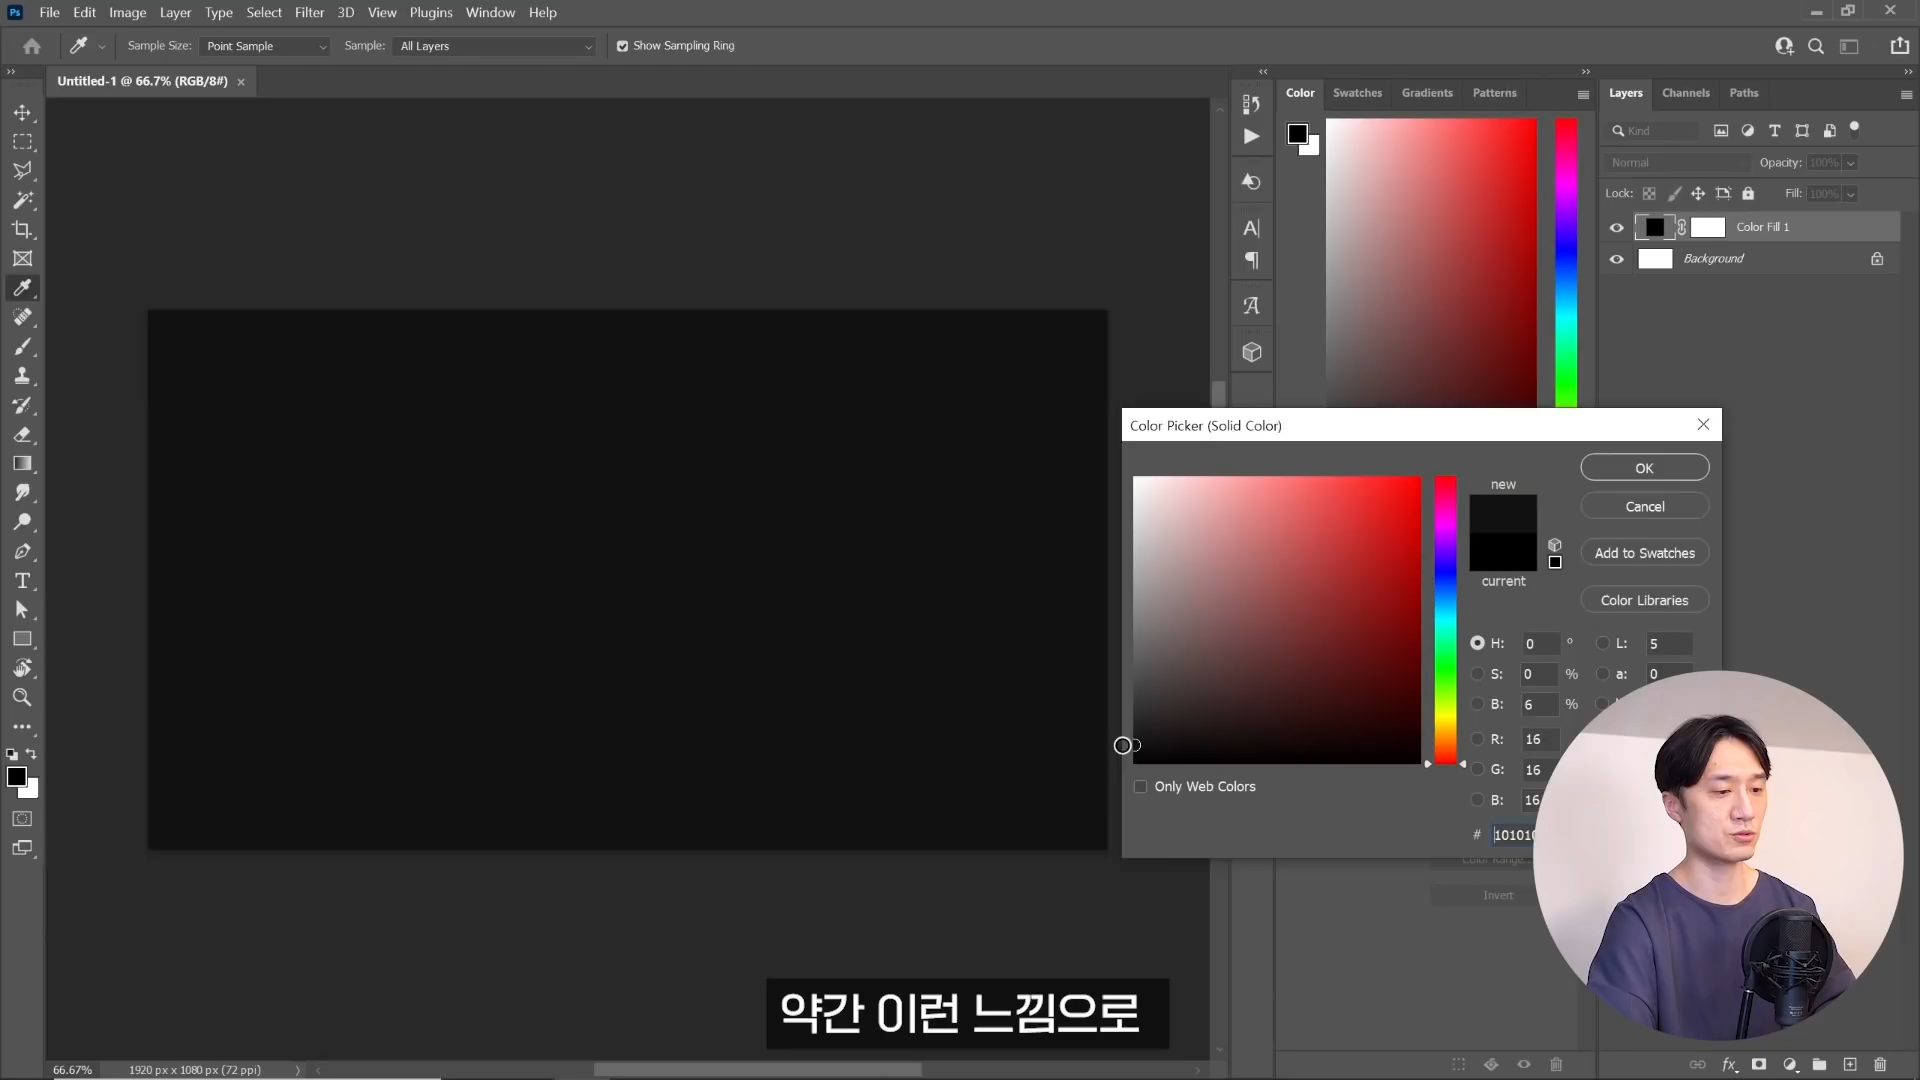 Ps File Edit Image Layer Type Select Filter 3D View Plugins Window Help
Sample Size: Point Sample Sample: All Layers Show Sampling Ring
Untitled-1 @ 66.7% (RGB/8#) ×
Color Swatches Gradients Patterns
Layers Channels Paths
Kind
Normal Opacity: 100%
Lock: Fill: 100%
Color Fill 1
Background
Color Picker (Solid Color)
new
current
OK
Cancel
Add to Swatches
Color Libraries
H: 0 ° L: 5
S: 0 % a: 0
B: 6 %
R: 16
G: 16
B: 16
# 101010
Only Web Colors
Color Range...
Invert
약간 이런 느낌으로
66.67% 1920 px x 1080 px (72 ppi)
fx